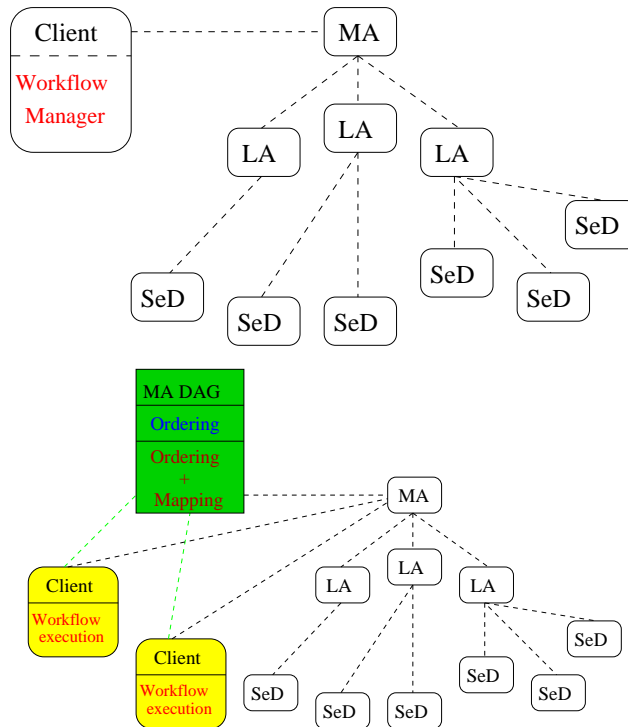 Client
Workflow
Manager
MA
LA
LA
LA
SeD
SeD
SeD
SeD
SeD
SeD
MA DAG
Ordering
Ordering
+
Mapping
MA
Client
Workflow
execution
Client
Workflow
execution
LA
LA
LA
SeD
SeD
SeD
SeD
SeD
SeD